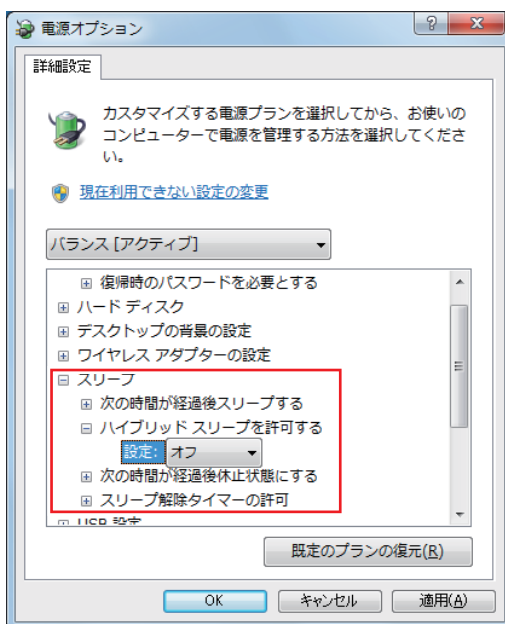 電源オプション
詳細設定
カスタマイズする電源プランを選択してから、お使いの
コンピューターで電源を管理する方法を選択してくださ
い。
現在利用できない設定の変更
バランス [アクティブ]
復帰時のパスワードを必要とする
ハード ディスク
デスクトップの背景の設定
ワイヤレス アダプターの設定
スリープ
次の時間が経過後スリープする
ハイブリッド スリープを許可する
設定: オフ
次の時間が経過後休止状態にする
スリープ解除タイマーの許可
USB 設定
既定のプランの復元(R)
OK キャンセル 適用(A)